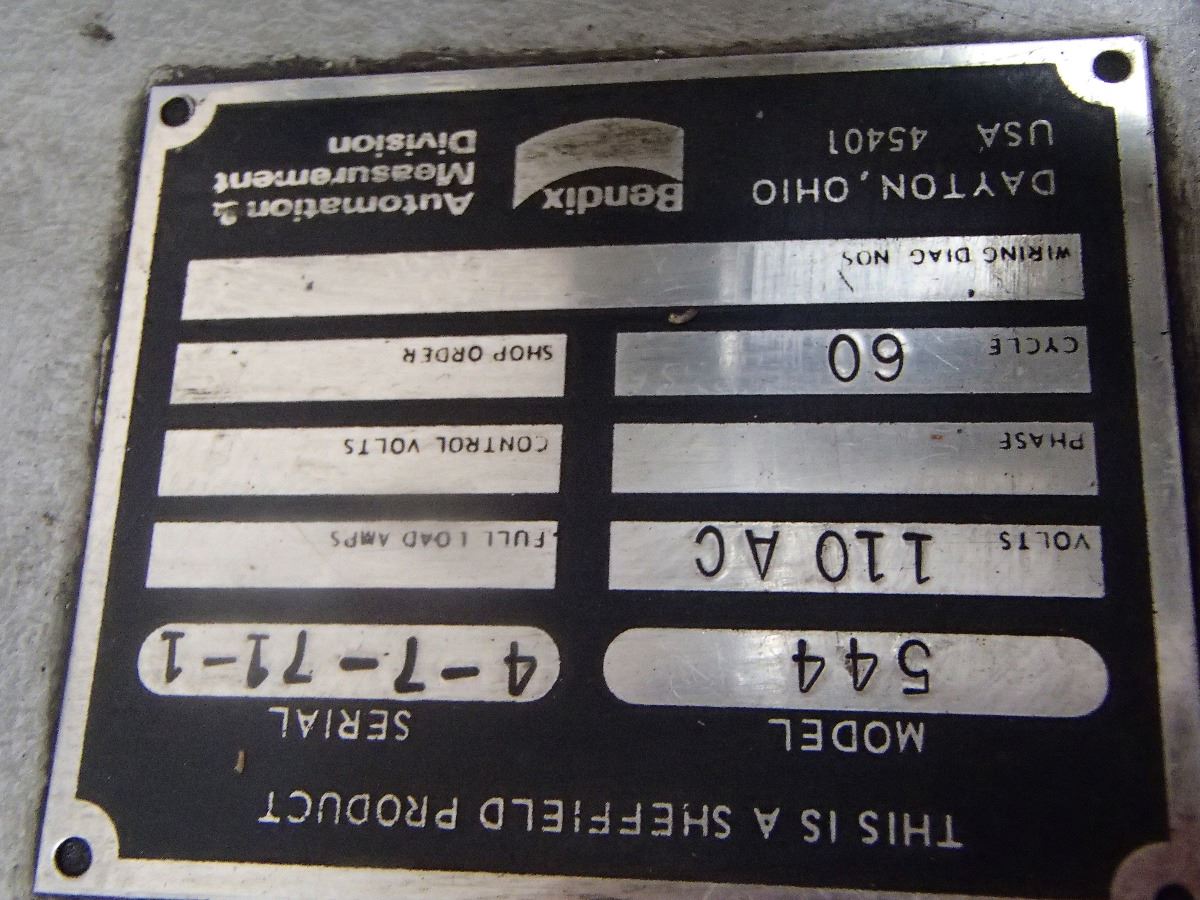 THIS IS A SHEFFIELD PRODUCT
MODEL SERIAL
544 4-7-71-1
VOLTS 110 AC FULL LOAD AMPS
PHASE CONTROL VOLTS
CYCLE 60 SHOP ORDER
WIRING DIAG NOS
DAYTON, OHIO
USA 45401
Bendix
Automation &
Measurement
Division